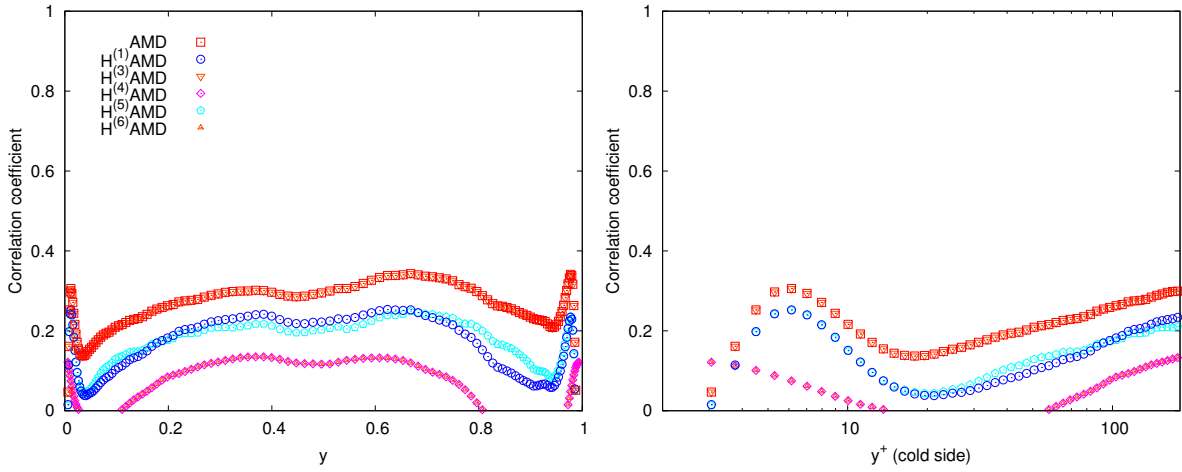 Correlation coefficient
1
0.8
0.6
0.4
0.2
0
AMD
H(1)AMD
H(3)AMD
H(4)AMD
H(5)AMD
H(6)AMD
0 0.2 0.4 0.6 0.8 1
y
Correlation coefficient
1
0.8
0.6
0.4
0.2
0
10 100
y+ (cold side)